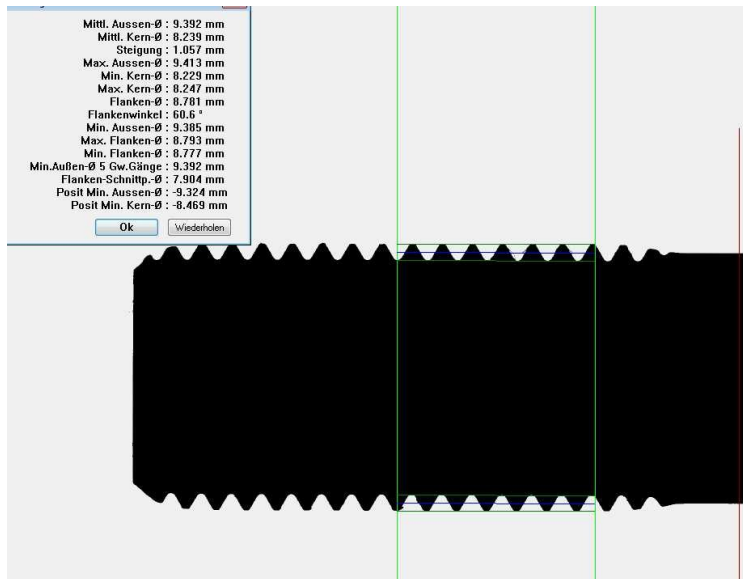 Mittl. Aussen-Ø : 9.392 mm
Mittl. Kern-Ø : 8.239 mm
Steigung : 1.057 mm
Max. Aussen-Ø : 9.413 mm
Min. Kern-Ø : 8.229 mm
Max. Kern-Ø : 8.247 mm
Flanken-Ø : 8.781 mm
Flankenwinkel : 60.6 °
Min. Aussen-Ø : 9.385 mm
Max. Flanken-Ø : 8.793 mm
Min. Flanken-Ø : 8.777 mm
Min.Außen-Ø 5 Gw.Gänge : 9.392 mm
Flanken-Schnittp.-Ø : 7.904 mm
Posit Min. Aussen-Ø : -9.324 mm
Posit Min. Kern-Ø : -8.469 mm
Ok Wiederholen